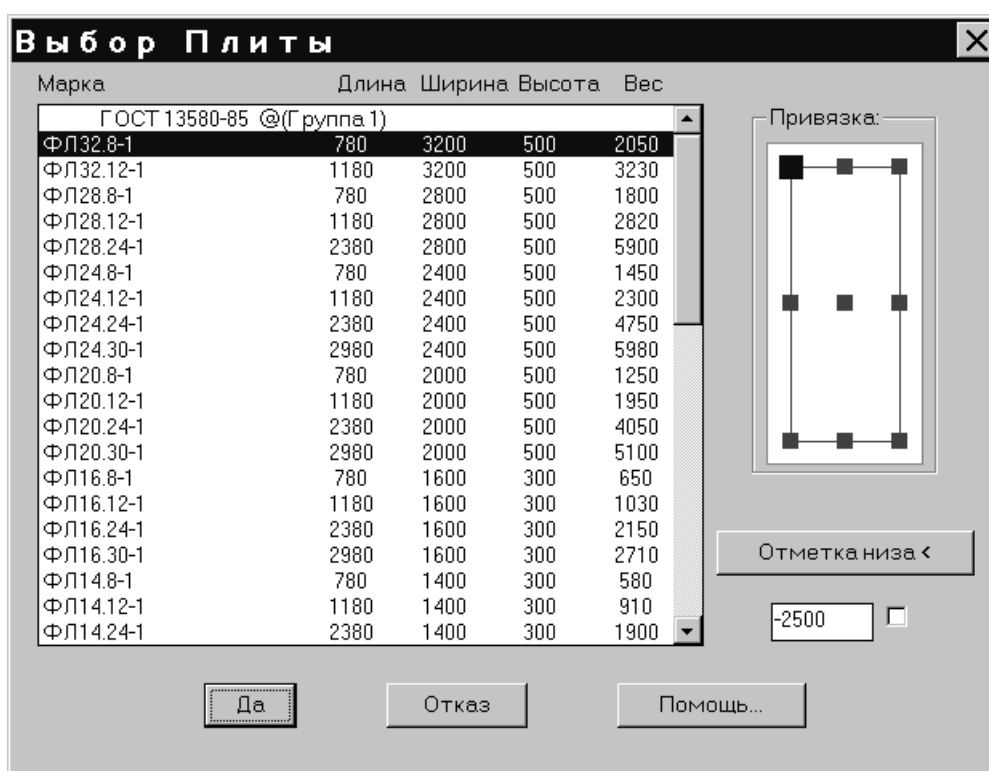 Выбор Плиты
Марка Длина Ширина Высота Вес
ГОСТ 13580-85 @(Группа 1)
ФЛ32.8-1 780 3200 500 2050
ФЛ32.12-1 1180 3200 500 3230
ФЛ28.8-1 780 2800 500 1800
ФЛ28.12-1 1180 2800 500 2820
ФЛ28.24-1 2380 2800 500 5900
ФЛ24.8-1 780 2400 500 1450
ФЛ24.12-1 1180 2400 500 2300
ФЛ24.24-1 2380 2400 500 4750
ФЛ24.30-1 2980 2400 500 5980
ФЛ20.8-1 780 2000 500 1250
ФЛ20.12-1 1180 2000 500 1950
ФЛ20.24-1 2380 2000 500 4050
ФЛ20.30-1 2980 2000 500 5100
ФЛ16.8-1 780 1600 300 650
ФЛ16.12-1 1180 1600 300 1030
ФЛ16.24-1 2380 1600 300 2150
ФЛ16.30-1 2980 1600 300 2710
ФЛ14.8-1 780 1400 300 580
ФЛ14.12-1 1180 1400 300 910
ФЛ14.24-1 2380 1400 300 1900
Привязка:
Отметка низа <
-2500
Да Отказ Помощь...